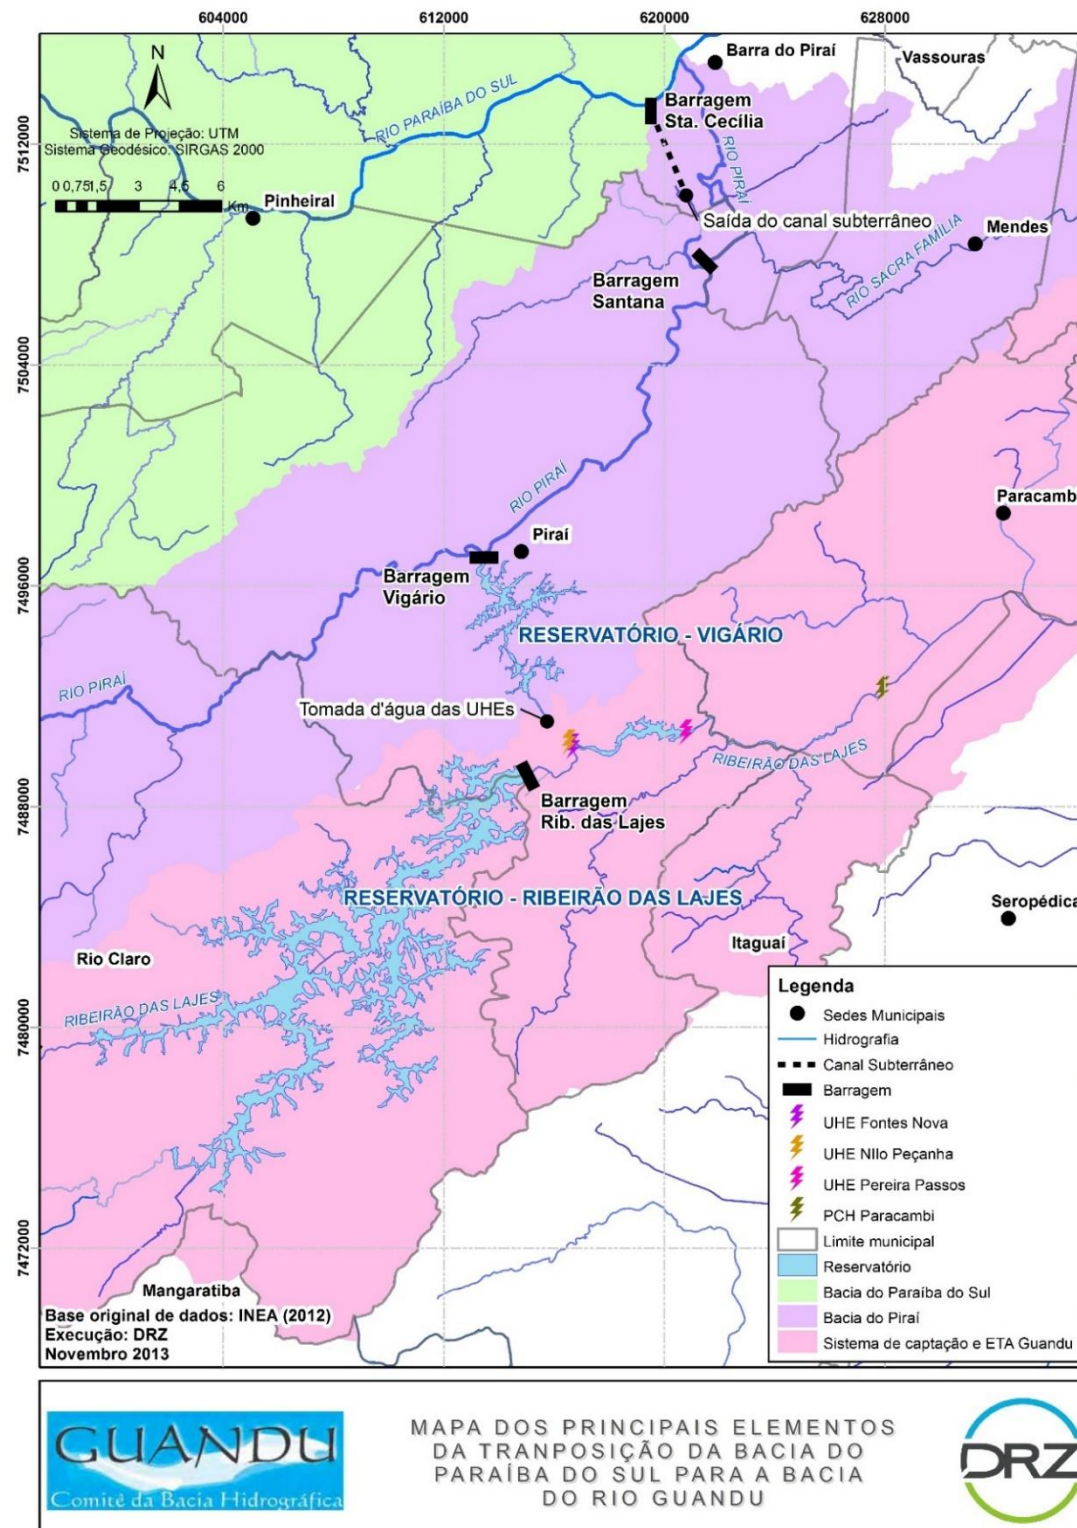 604000
612000
620000
628000
7512000
7504000
7496000
7488000
7480000
7472000
N
Sistema de Projeção: UTM
Sistema Geodésico: SIRGAS 2000
0 0,75 1,5 3 4,5 6
Km
RIO PARAÍBA DO SUL
Barra do Piraí
Vassouras
Barragem
Sta. Cecília
RIO PIRAÍ
Pinheiral
Saída do canal subterrâneo
Mendes
RIO SACRA FAMÍLIA
Barragem
Santana
RIO PIRAÍ
Paracamb
Piraí
Barragem
Vigário
RESERVATÓRIO - VIGÁRIO
RIO PIRAÍ
Tomada d'água das UHEs
RIBEIRÃO DAS LAJES
Barragem
Rib. das Lajes
RESERVATÓRIO - RIBEIRÃO DAS LAJES
Seropédica
Itaguaí
Rio Claro
RIBEIRÃO DAS LAJES
Mangaratiba
Base original de dados: INEA (2012)
Execução: DRZ
Novembro 2013
Legenda
Sedes Municipais
Hidrografia
Canal Subterrâneo
Barragem
UHE Fontes Nova
UHE NIlo Peçanha
UHE Pereira Passos
PCH Paracambi
Limite municipal
Reservatório
Bacia do Paraíba do Sul
Bacia do Piraí
Sistema de captação e ETA Guandu
GUANDU
Comitê da Bacia Hidrográfica
MAPA DOS PRINCIPAIS ELEMENTOS
DA TRANPOSIÇÃO DA BACIA DO
PARAÍBA DO SUL PARA A BACIA
DO RIO GUANDU
DRZ